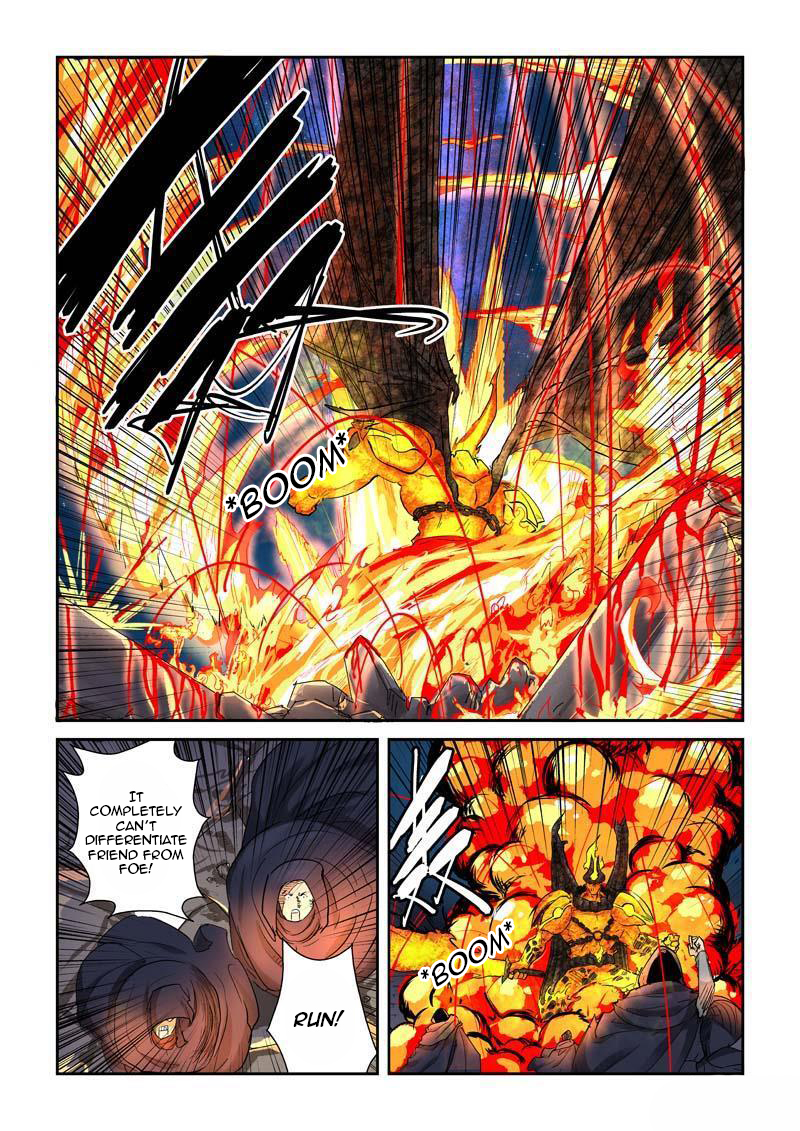 *BOOM*
IT
COMPLETELY
CAN'T
DIFFERENTIATE
FRIEND FROM
FOE!
RUN!
*BOOM*